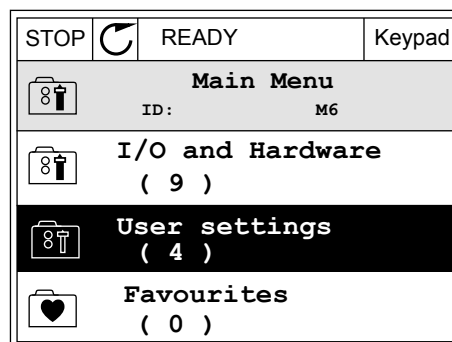 STOP READY Keypad
Main Menu
ID: M6
I/O and Hardware
( 9 )
User settings
( 4 )
Favourites
( 0 )